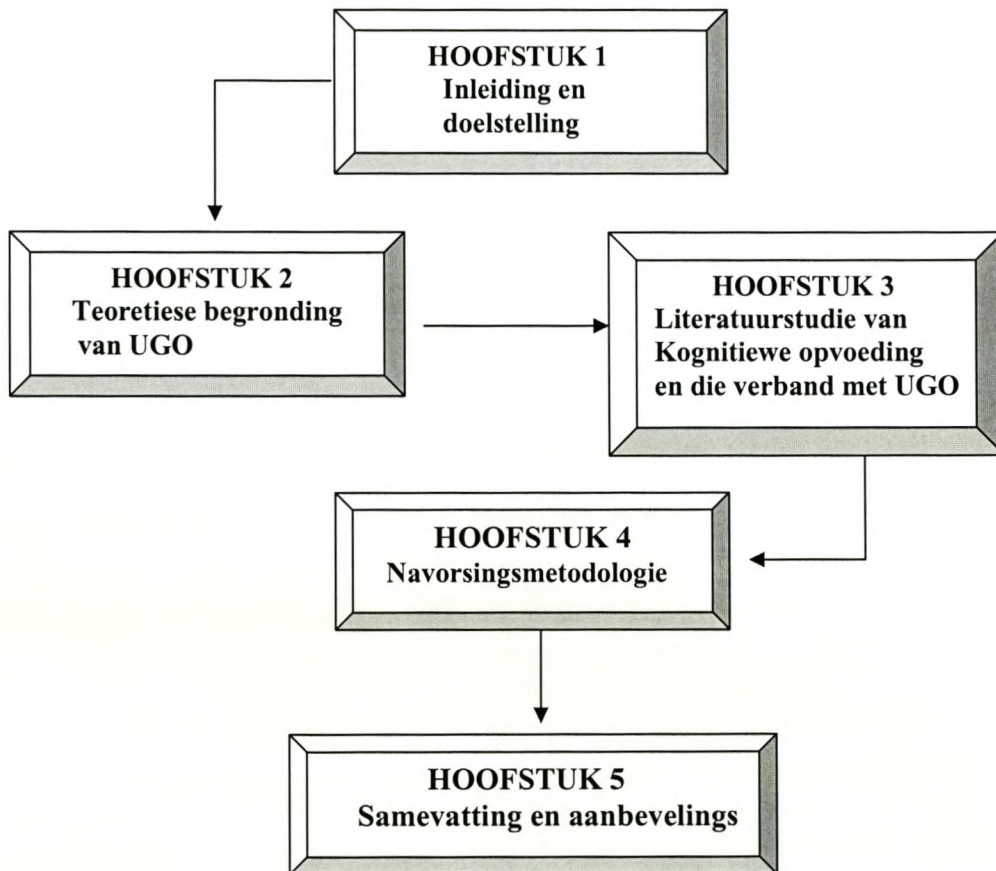 HOOFSTUK 1
Inleiding en
doelstelling
HOOFSTUK 2
Teoretiese begronding
van UGO
HOOFSTUK 3
Literatuurstudie van
Kognitiewe opvoeding
en die verband met UGO
HOOFSTUK 4
Navorsingsmetodologie
HOOFSTUK 5
Samevatting en aanbevelings